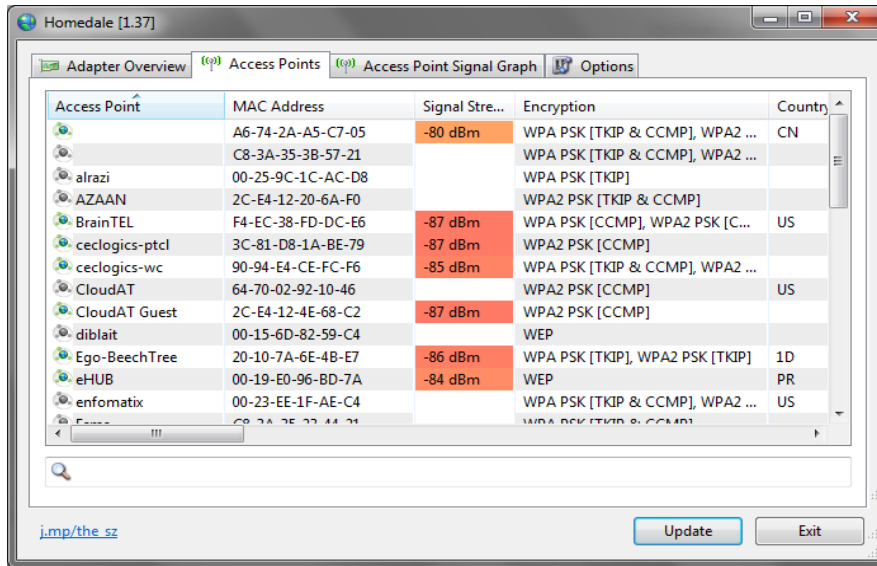 Homedale [1.37]
Adapter Overview Access Points Access Point Signal Graph Options
Access Point MAC Address Signal Stre... Encryption Country
A6-74-2A-A5-C7-05 -80 dBm WPA PSK [TKIP & CCMP], WPA2 ... CN
C8-3A-35-3B-57-21 WPA PSK [TKIP & CCMP], WPA2 ...
alrazi 00-25-9C-1C-AC-D8 WPA PSK [TKIP]
AZAAN 2C-E4-12-20-6A-F0 WPA2 PSK [TKIP & CCMP]
BrainTEL F4-EC-38-FD-DC-E6 -87 dBm WPA PSK [CCMP], WPA2 PSK [C... US
ceclogics-ptcl 3C-81-D8-1A-BE-79 -87 dBm WPA2 PSK [CCMP]
ceclogics-wc 90-94-E4-CE-FC-F6 -85 dBm WPA PSK [TKIP & CCMP], WPA2 ...
CloudAT 64-70-02-92-10-46 WPA2 PSK [CCMP] US
CloudAT Guest 2C-E4-12-4E-68-C2 -87 dBm WPA2 PSK [CCMP]
diblait 00-15-6D-82-59-C4 WEP
Ego-BeechTree 20-10-7A-6E-4B-E7 -86 dBm WPA PSK [TKIP], WPA2 PSK [TKIP] 1D
eHUB 00-19-E0-96-BD-7A -84 dBm WEP PR
enfomatix 00-23-EE-1F-AE-C4 WPA PSK [TKIP & CCMP], WPA2 ... US
WPA PSK [TKIP & CCMP]
j.mp/the_sz Update Exit